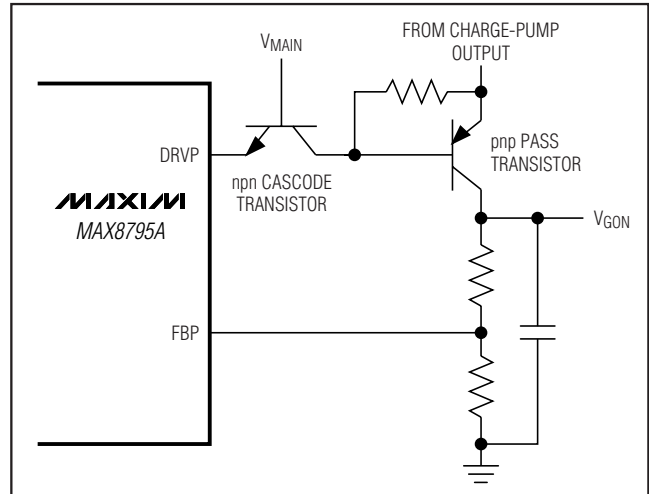 FROM CHARGE-PUMP
OUTPUT
VMAIN
DRVP
npn CASCODE
TRANSISTOR
pnp PASS
TRANSISTOR
MAXIM
MAX8795A
VGON
FBP